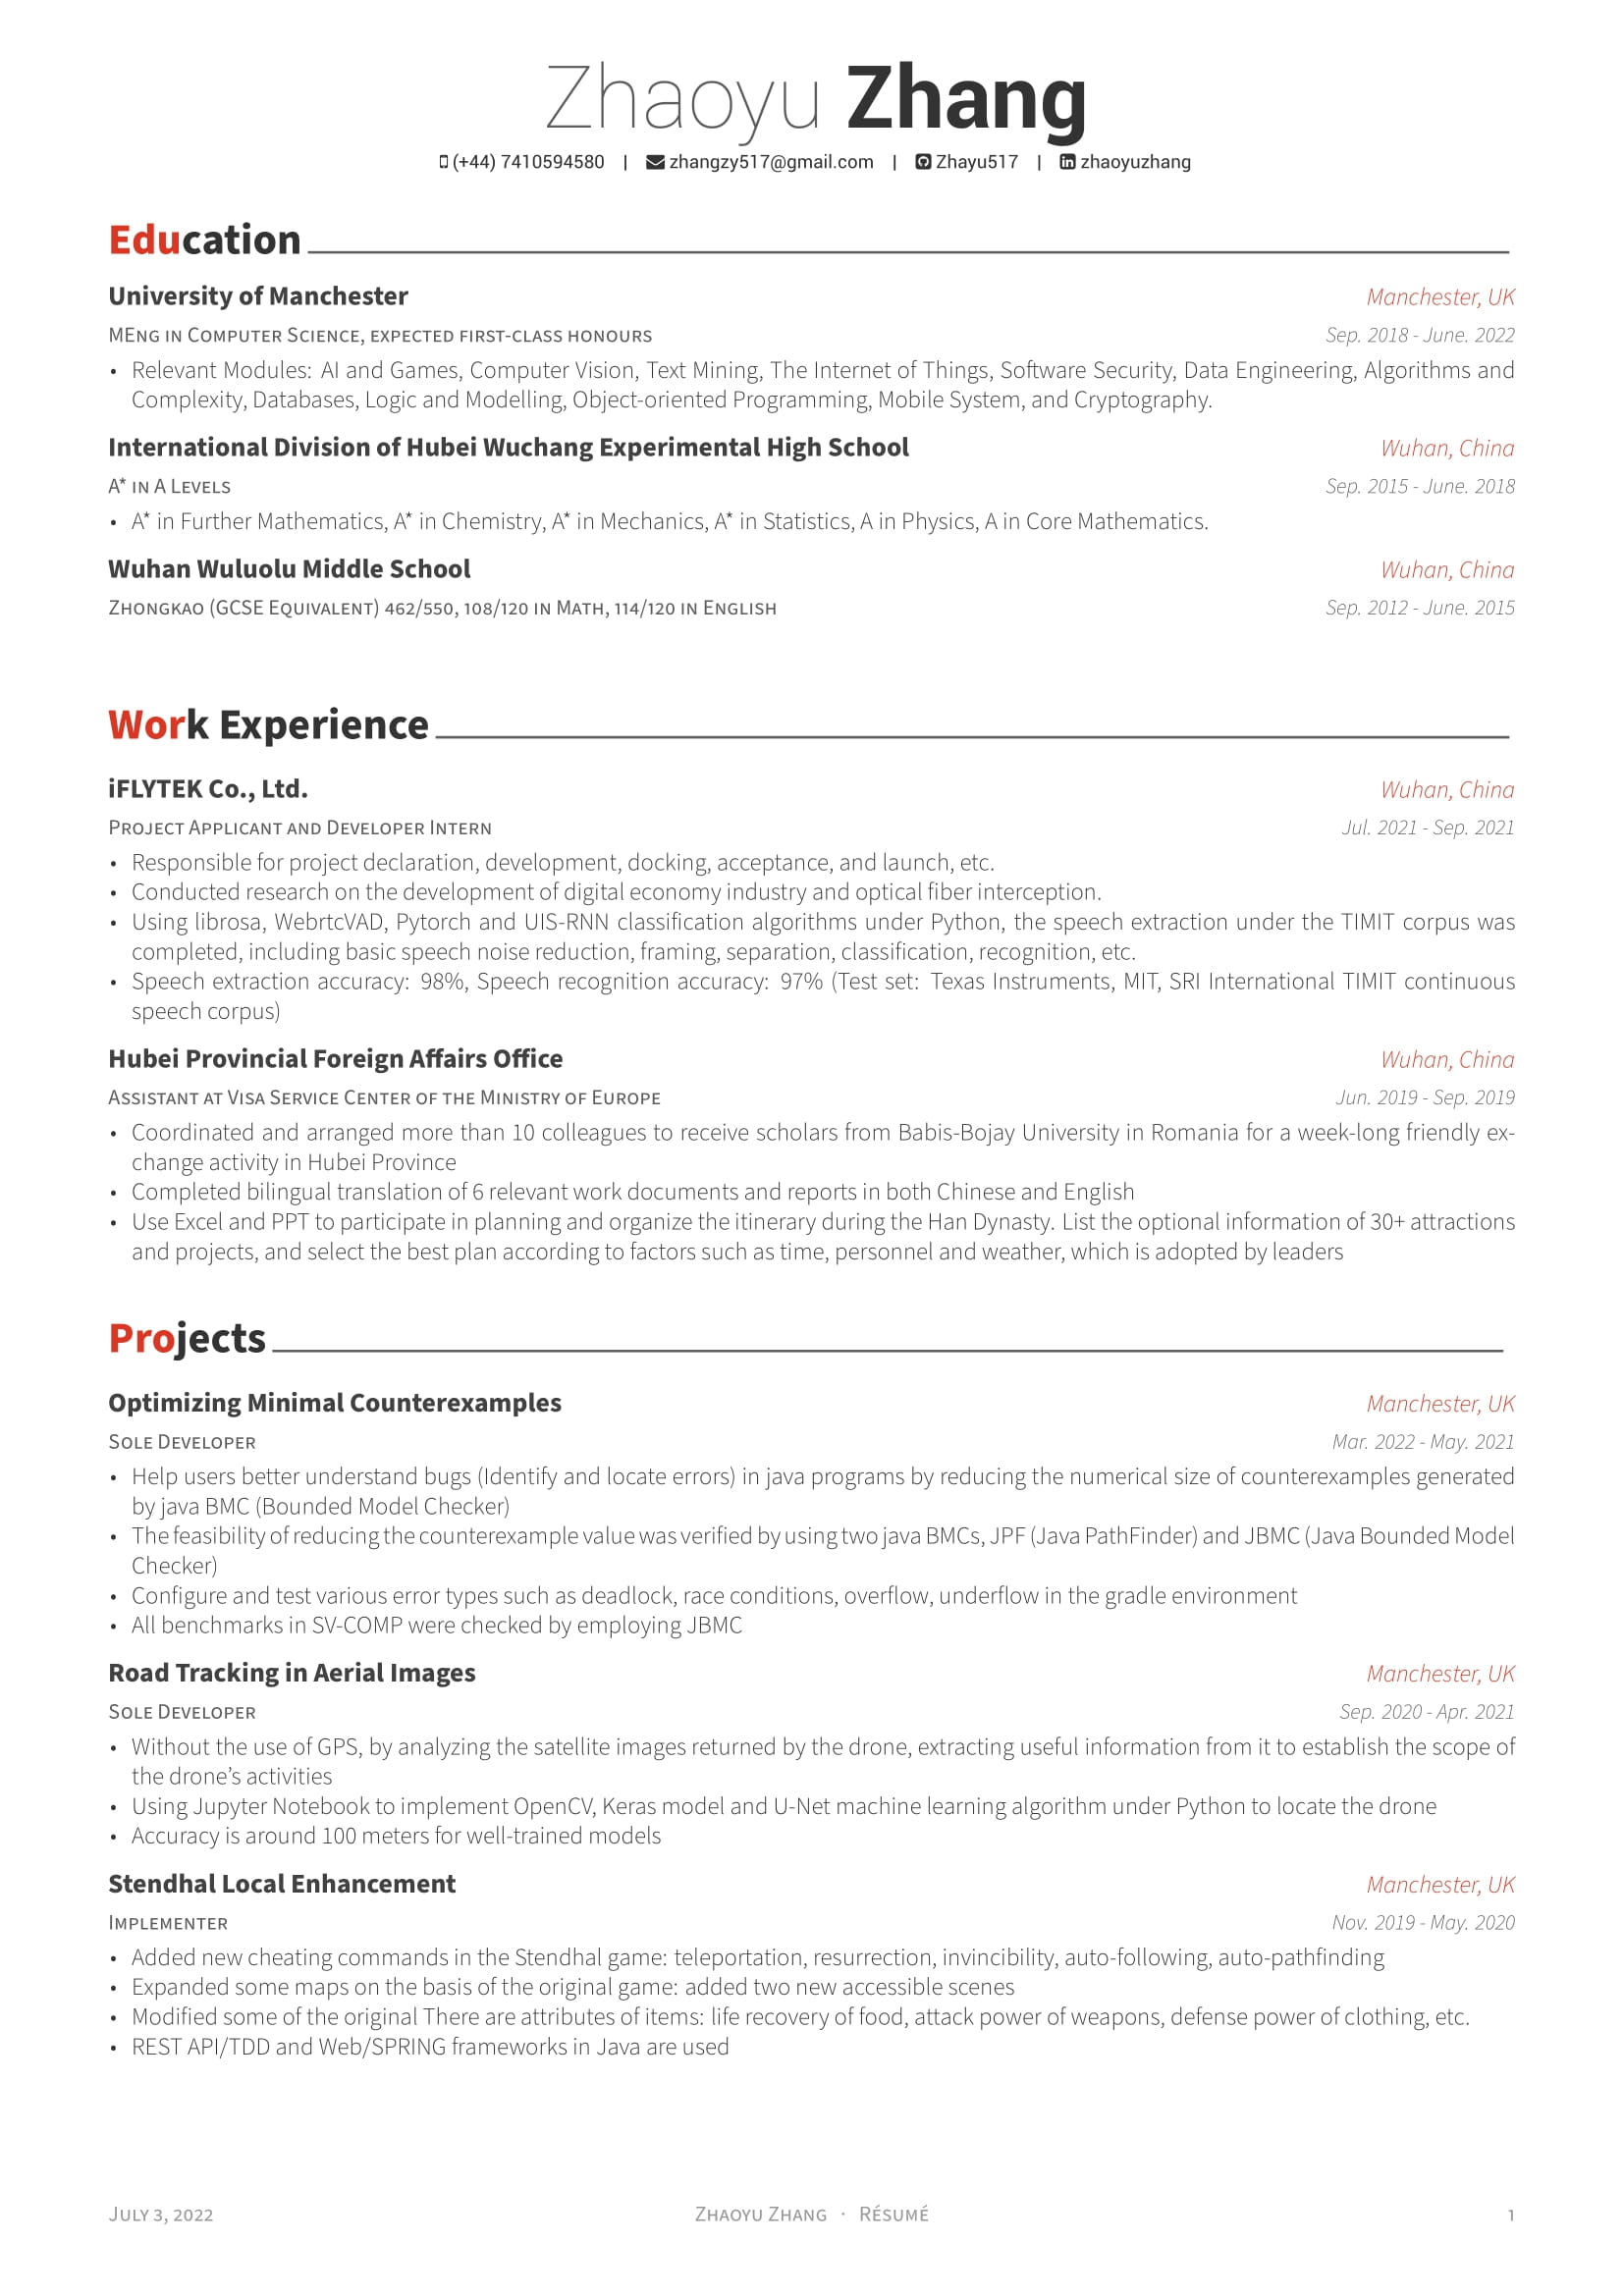 Zhaoyu Zhang
(+44) 7410594580 | zhangzy517@gmail.com | Zhayu517 | zhaoyuzhang
Education
University of Manchester Manchester, UK
MEng in Computer Science, expected first-class honours Sep. 2018 - June. 2022
• Relevant Modules: AI and Games, Computer Vision, Text Mining, The Internet of Things, Software Security, Data Engineering, Algorithms and
Complexity, Databases, Logic and Modelling, Object-oriented Programming, Mobile System, and Cryptography.
International Division of Hubei Wuchang Experimental High School Wuhan, China
A* in A Levels Sep. 2015 - June. 2018
• A* in Further Mathematics, A* in Chemistry, A* in Mechanics, A* in Statistics, A in Physics, A in Core Mathematics.
Wuhan Wuluolu Middle School Wuhan, China
Zhongkao (GCSE Equivalent) 462/550, 108/120 in Math, 114/120 in English Sep. 2012 - June. 2015
Work Experience
iFLYTEK Co., Ltd. Wuhan, China
Project Applicant and Developer Intern Jul. 2021 - Sep. 2021
• Responsible for project declaration, development, docking, acceptance, and launch, etc.
• Conducted research on the development of digital economy industry and optical fiber interception.
• Using librosa, WebrtcVAD, Pytorch and UIS-RNN classification algorithms under Python, the speech extraction under the TIMIT corpus was
completed, including basic speech noise reduction, framing, separation, classification, recognition, etc.
• Speech extraction accuracy: 98%, Speech recognition accuracy: 97% (Test set: Texas Instruments, MIT, SRI International TIMIT continuous
speech corpus)
Hubei Provincial Foreign Affairs Office Wuhan, China
Assistant at Visa Service Center of the Ministry of Europe Jun. 2019 - Sep. 2019
• Coordinated and arranged more than 10 colleagues to receive scholars from Babis-Bojay University in Romania for a week-long friendly ex-
change activity in Hubei Province
• Completed bilingual translation of 6 relevant work documents and reports in both Chinese and English
• Use Excel and PPT to participate in planning and organize the itinerary during the Han Dynasty. List the optional information of 30+ attractions
and projects, and select the best plan according to factors such as time, personnel and weather, which is adopted by leaders
Projects
Optimizing Minimal Counterexamples Manchester, UK
Sole Developer Mar. 2022 - May. 2021
• Help users better understand bugs (Identify and locate errors) in java programs by reducing the numerical size of counterexamples generated
by java BMC (Bounded Model Checker)
• The feasibility of reducing the counterexample value was verified by using two java BMCs, JPF (Java PathFinder) and JBMC (Java Bounded Model
Checker)
• Configure and test various error types such as deadlock, race conditions, overflow, underflow in the gradle environment
• All benchmarks in SV-COMP were checked by employing JBMC
Road Tracking in Aerial Images Manchester, UK
Sole Developer Sep. 2020 - Apr. 2021
• Without the use of GPS, by analyzing the satellite images returned by the drone, extracting useful information from it to establish the scope of
the drone's activities
• Using Jupyter Notebook to implement OpenCV, Keras model and U-Net machine learning algorithm under Python to locate the drone
• Accuracy is around 100 meters for well-trained models
Stendhal Local Enhancement Manchester, UK
Implementer Nov. 2019 - May. 2020
• Added new cheating commands in the Stendhal game: teleportation, resurrection, invincibility, auto-following, auto-pathfinding
• Expanded some maps on the basis of the original game: added two new accessible scenes
• Modified some of the original There are attributes of items: life recovery of food, attack power of weapons, defense power of clothing, etc.
• REST API/TDD and Web/SPRING frameworks in Java are used
July 3, 2022 Zhaoyu Zhang · Résumé 1